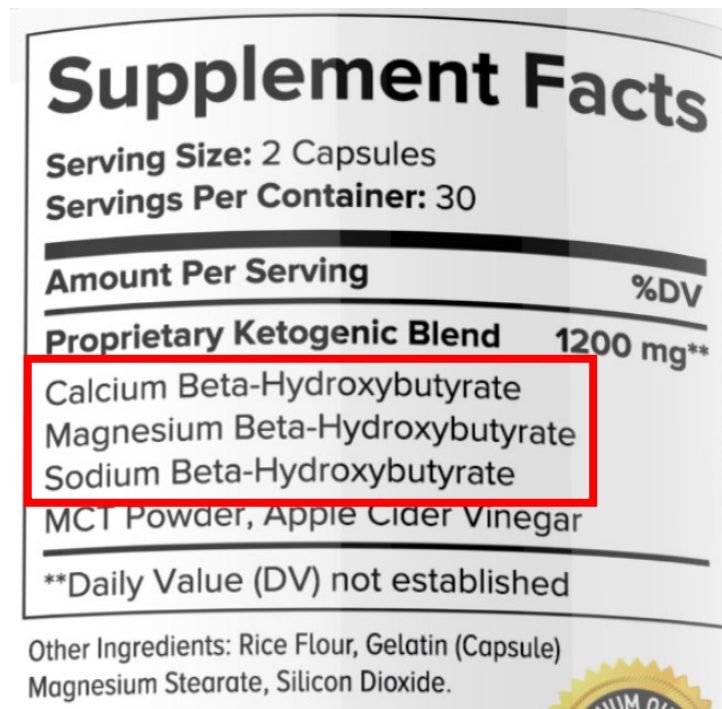 Supplement Facts
Serving Size: 2 Capsules
Servings Per Container: 30
Amount Per Serving %DV
Proprietary Ketogenic Blend 1200 mg**
Calcium Beta-Hydroxybutyrate
Magnesium Beta-Hydroxybutyrate
Sodium Beta-Hydroxybutyrate
MCT Powder, Apple Cider Vinegar
**Daily Value (DV) not established
Other Ingredients: Rice Flour, Gelatin (Capsule)
Magnesium Stearate, Silicon Dioxide.